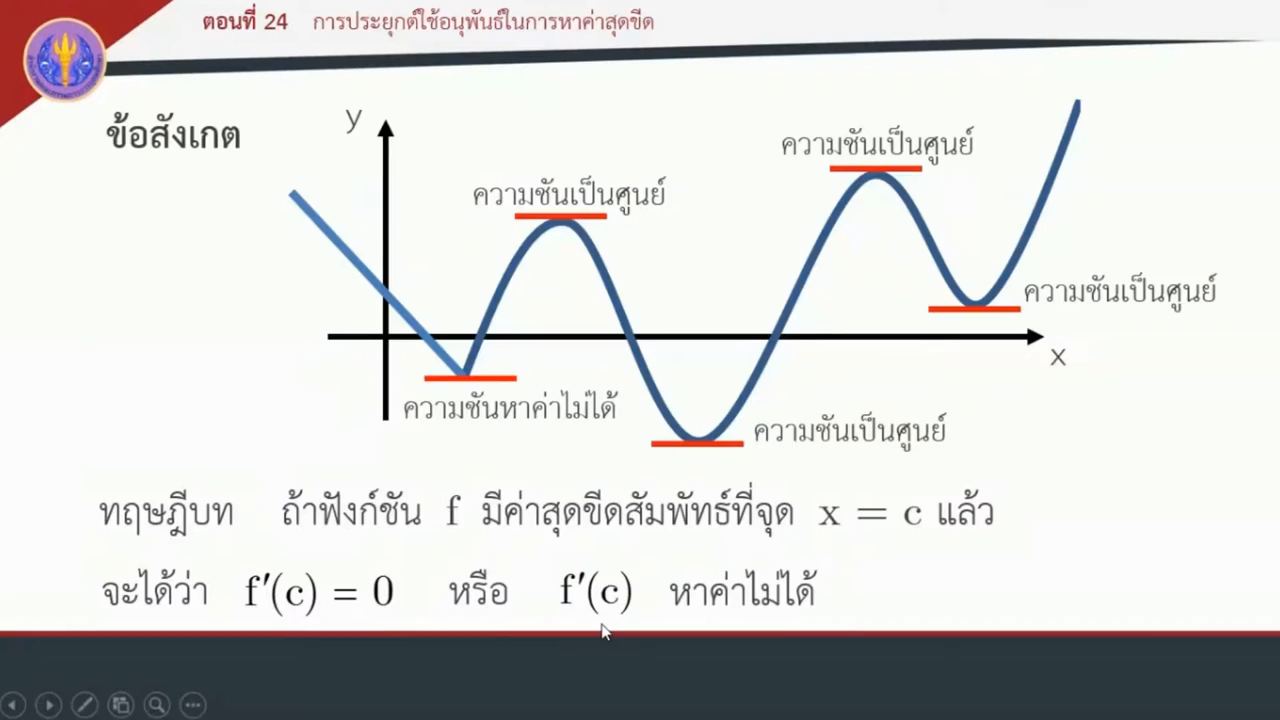 ตอนที่ 24 การประยุกต์ใช้อนุพันธ์ในการหาค่าสุดขีด
ข้อสังเกต
y
ความชันเป็นศูนย์
ความชันเป็นศูนย์
ความชันเป็นศูนย์
x
ความชันหาค่าไม่ได้
ความชันเป็นศูนย์
ทฤษฎีบท ถ้าฟังก์ชัน f มีค่าสุดขีดสัมพัทธ์ที่จุด x = c แล้ว
จะได้ว่า f′(c) = 0 หรือ f′(c) หาค่าไม่ได้